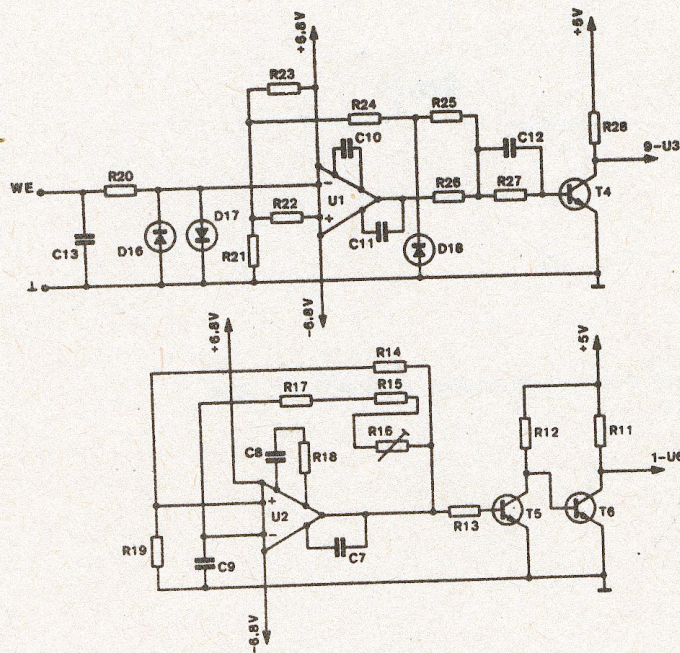 +6.8V
+5V
R23
R24
R25
C10
C12
R28
9-U3
WE
R20
R22
U1
R26
R27
T4
D17
C13
D16
R21
C11
D18
⊥
-6.8V
+6.8V
+5V
R14
R17
R15
R16
R12
R11
C8
R18
1-U6
U2
R13
T5
T6
R19
C9
C7
-6.8V